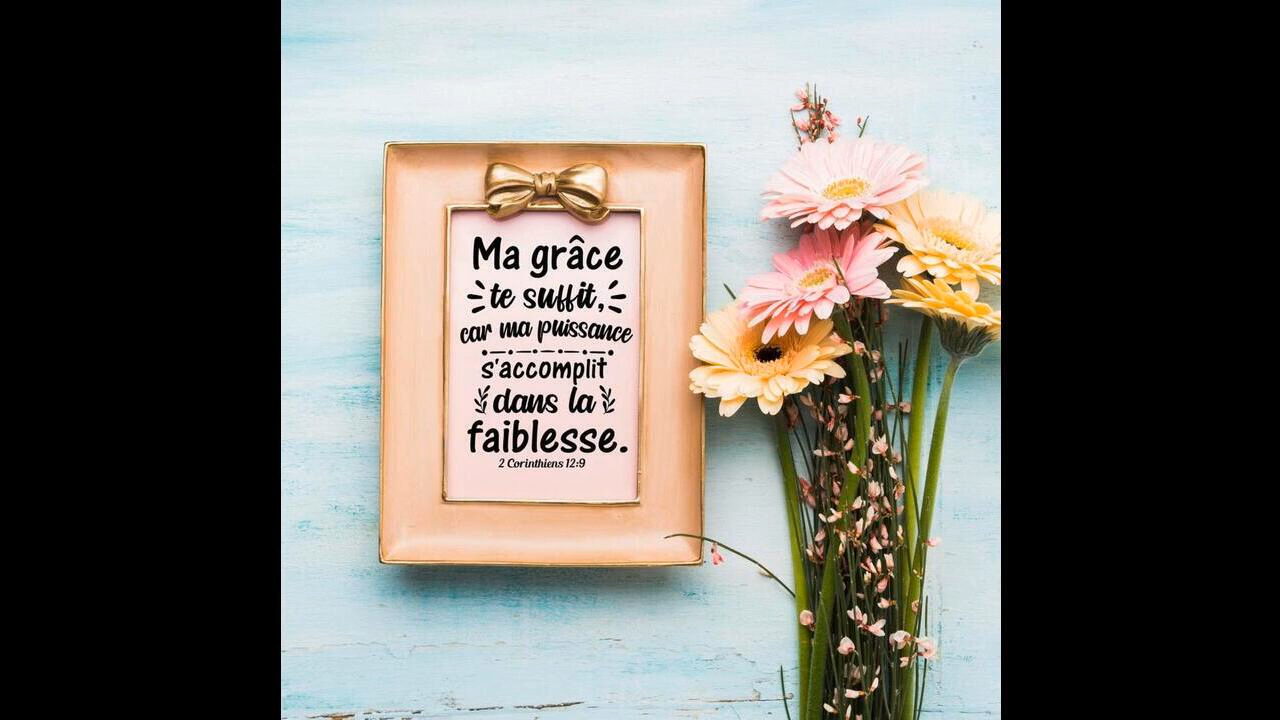 Ma grâce
te suffit,
car ma puissance
s'accomplit
dans la
faiblesse.
2 Corinthiens 12:9